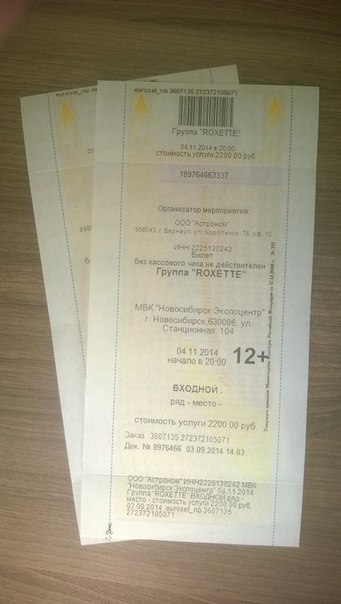 euroset_nb 3607135 272372105071
Группа "ROXETTE"
04.11.2014 в 20:00
стоимость услуги 2200.00 руб.
189764663337
Организатор мероприятия:
ООО "Астроном"
656043 г. Барнаул ул. Короленко 75, оф. 10
ИНН 2225130242
Билет
без кассового чека не действителен
Группа "ROXETTE"
МВК "Новосибирск Экспоцентр"
г. Новосибирск,630096, ул.
Станционная, 104
04.11.2014
начало в 20:00
12+
ВХОДНОЙ ,
ряд - место -
стоимость услуги 2200.00 руб.
Заказ 3607135 272372105071
Док. № 8976466 03.09.2014 14:03
ООО "Астроном" ИНН2225130242 МВК
"Новосибирск Экспоцентр" 04.11.2014
Группа "ROXETTE" ВХОДНОЙ ряд -
место - стоимость услуги 2200.00 руб.
03.09.2014 .euroset_nb 3607135
272372105071